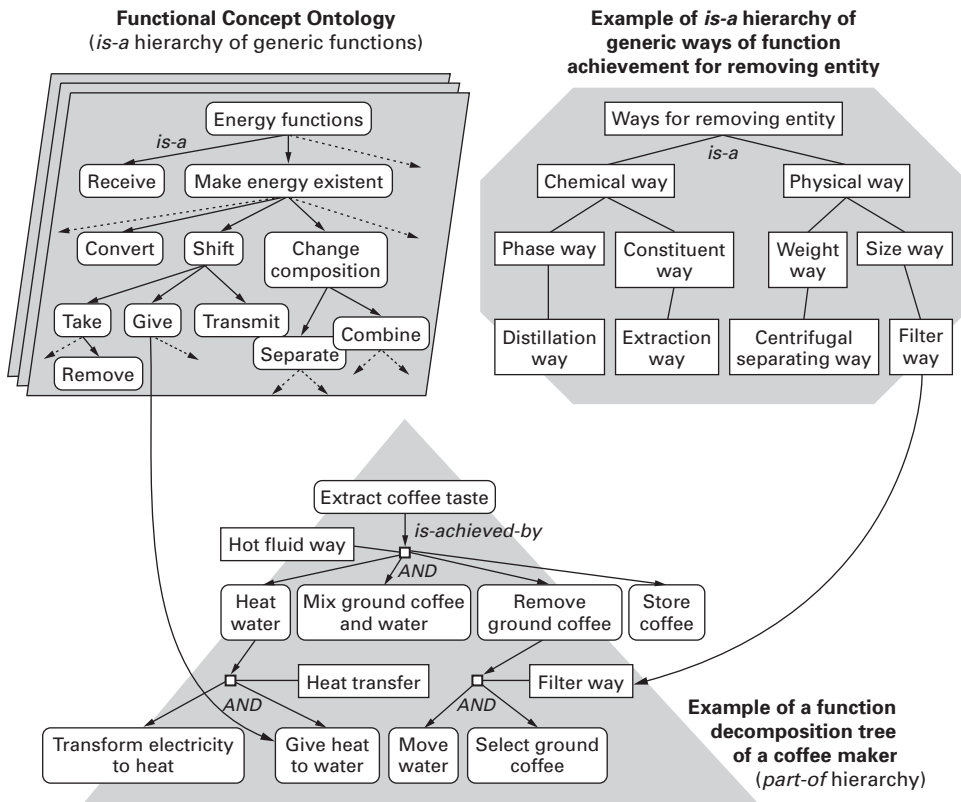 Functional Concept Ontology
(is-a hierarchy of generic functions)
Energy functions
is-a
Receive
Make energy existent
Convert
Shift
Change
composition
Take
Give
Transmit
Separate
Combine
Remove
Example of is-a hierarchy of
generic ways of function
achievement for removing entity
Ways for removing entity
is-a
Chemical way
Physical way
Phase way
Constituent
way
Weight
way
Size way
Distillation
way
Extraction
way
Centrifugal
separating way
Filter
way
Extract coffee taste
is-achieved-by
Hot fluid way
AND
Heat
water
Mix ground coffee
and water
Remove
ground coffee
Store
coffee
Heat transfer
Filter way
AND
AND
Transform electricity
to heat
Give heat
to water
Move
water
Select ground
coffee
Example of a function
decomposition tree
of a coffee maker
(part-of hierarchy)